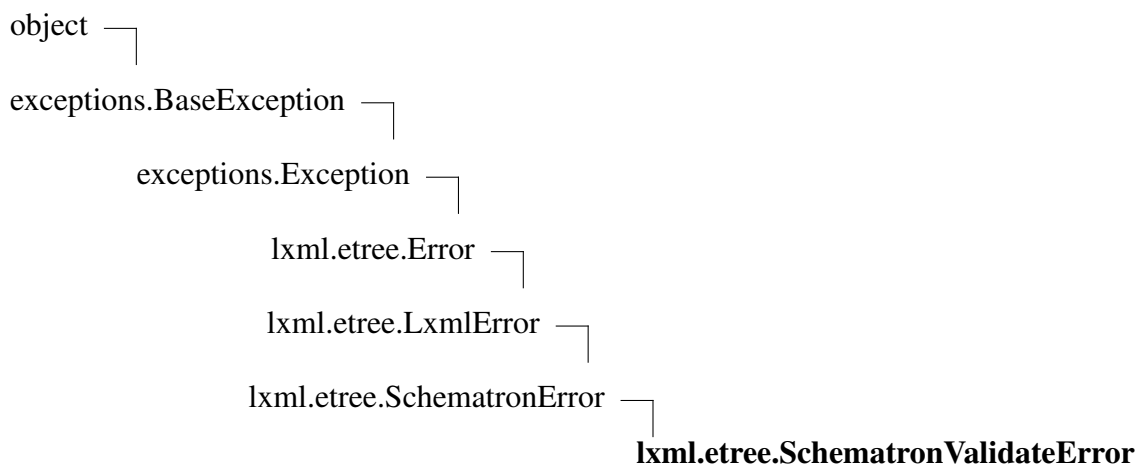 object
exceptions.BaseException
exceptions.Exception
lxml.etree.Error
lxml.etree.LxmlError
lxml.etree.SchematronError
lxml.etree.SchematronValidateError